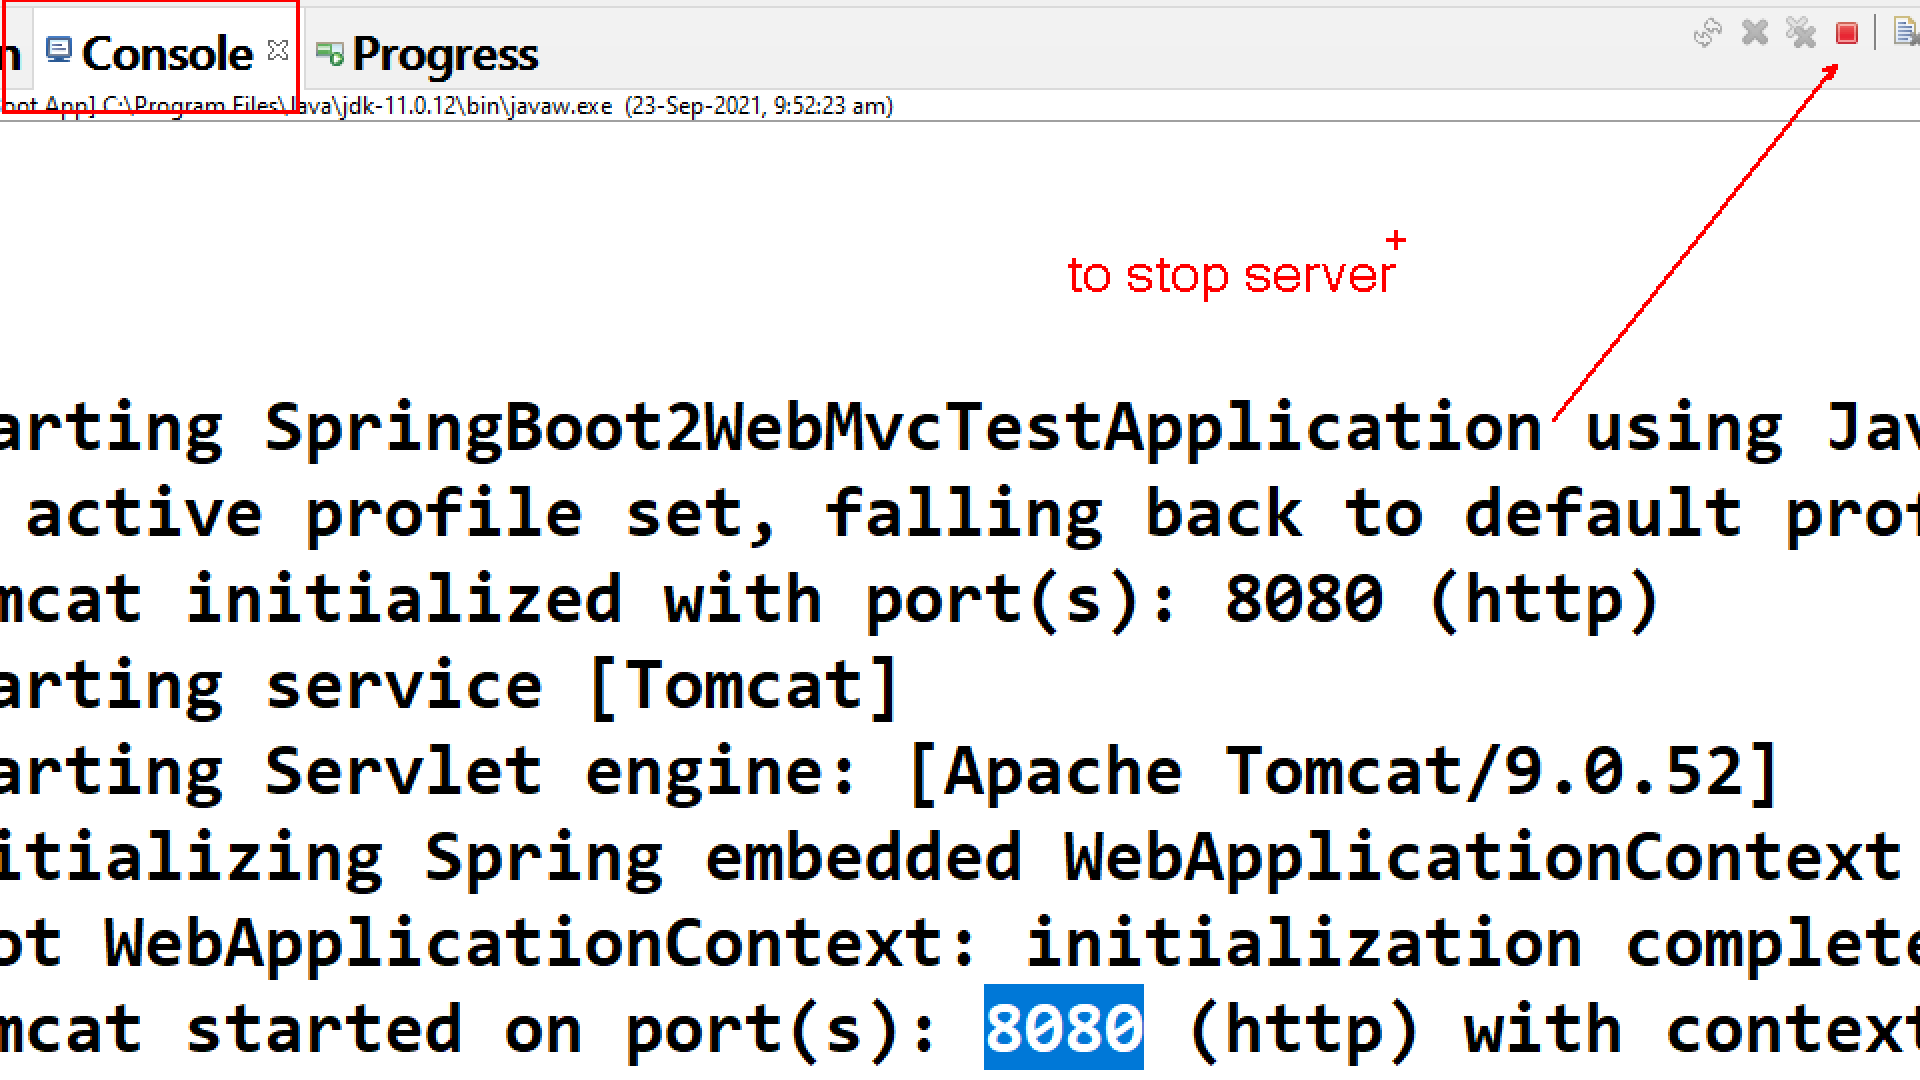 n Console Progress
oot App] C:\Program Files\Java\jdk-11.0.12\bin\javaw.exe (23-Sep-2021, 9:52:23 am)
to stop server
arting SpringBoot2WebMvcTestApplication using Jav
active profile set, falling back to default prof
mcat initialized with port(s): 8080 (http)
arting service [Tomcat]
arting Servlet engine: [Apache Tomcat/9.0.52]
itializing Spring embedded WebApplicationContext
ot WebApplicationContext: initialization complete
mcat started on port(s): 8080 (http) with context